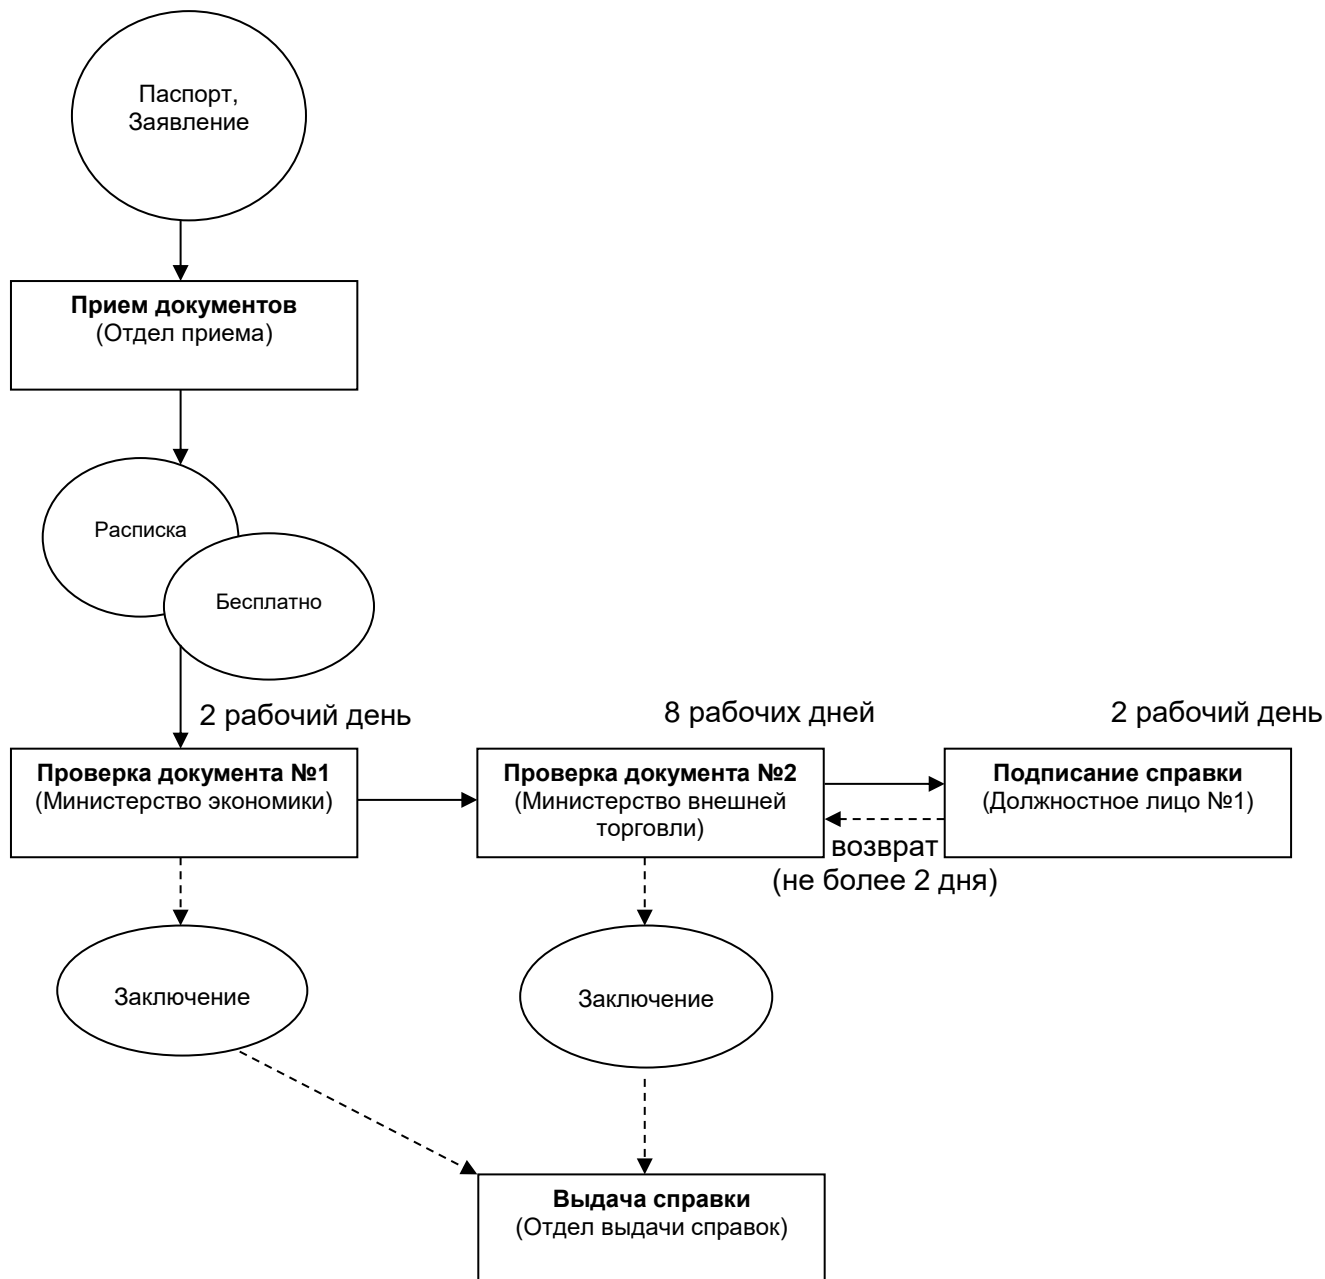 Паспорт,
Заявление
Прием документов
(Отдел приема)
Расписка
Бесплатно
2 рабочий день
8 рабочих дней
2 рабочий день
Проверка документа №1
(Министерство экономики)
Проверка документа №2
(Министерство внешней
торговли)
Подписание справки
(Должностное лицо №1)
возврат
(не более 2 дня)
Заключение
Заключение
Выдача справки
(Отдел выдачи справок)